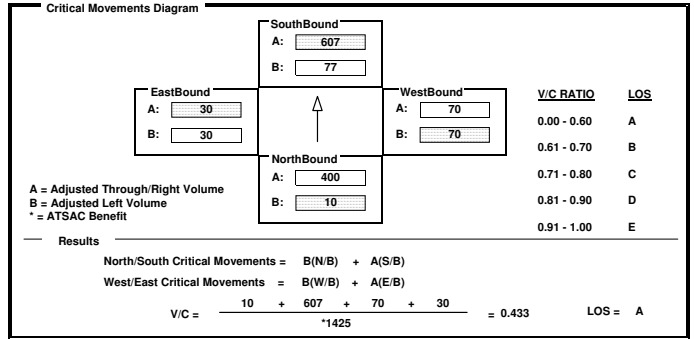 Critical Movements Diagram
SouthBound
A: 607
B: 77
EastBound
A: 30
B: 30
WestBound
A: 70
B: 70
NorthBound
A: 400
B: 10
V/C RATIO LOS
0.00 - 0.60 A
0.61 - 0.70 B
0.71 - 0.80 C
0.81 - 0.90 D
0.91 - 1.00 E
A = Adjusted Through/Right Volume
B = Adjusted Left Volume
* = ATSAC Benefit
Results
North/South Critical Movements = B(N/B) + A(S/B)
West/East Critical Movements = B(W/B) + A(E/B)
V/C = 10 + 607 + 70 + 30 = 0.433 LOS = A
*1425